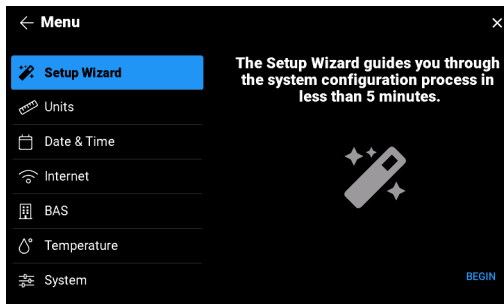 Menu
Setup Wizard
Units
Date & Time
Internet
BAS
Temperature
System
The Setup Wizard guides you through
the system configuration process in
less than 5 minutes.
BEGIN